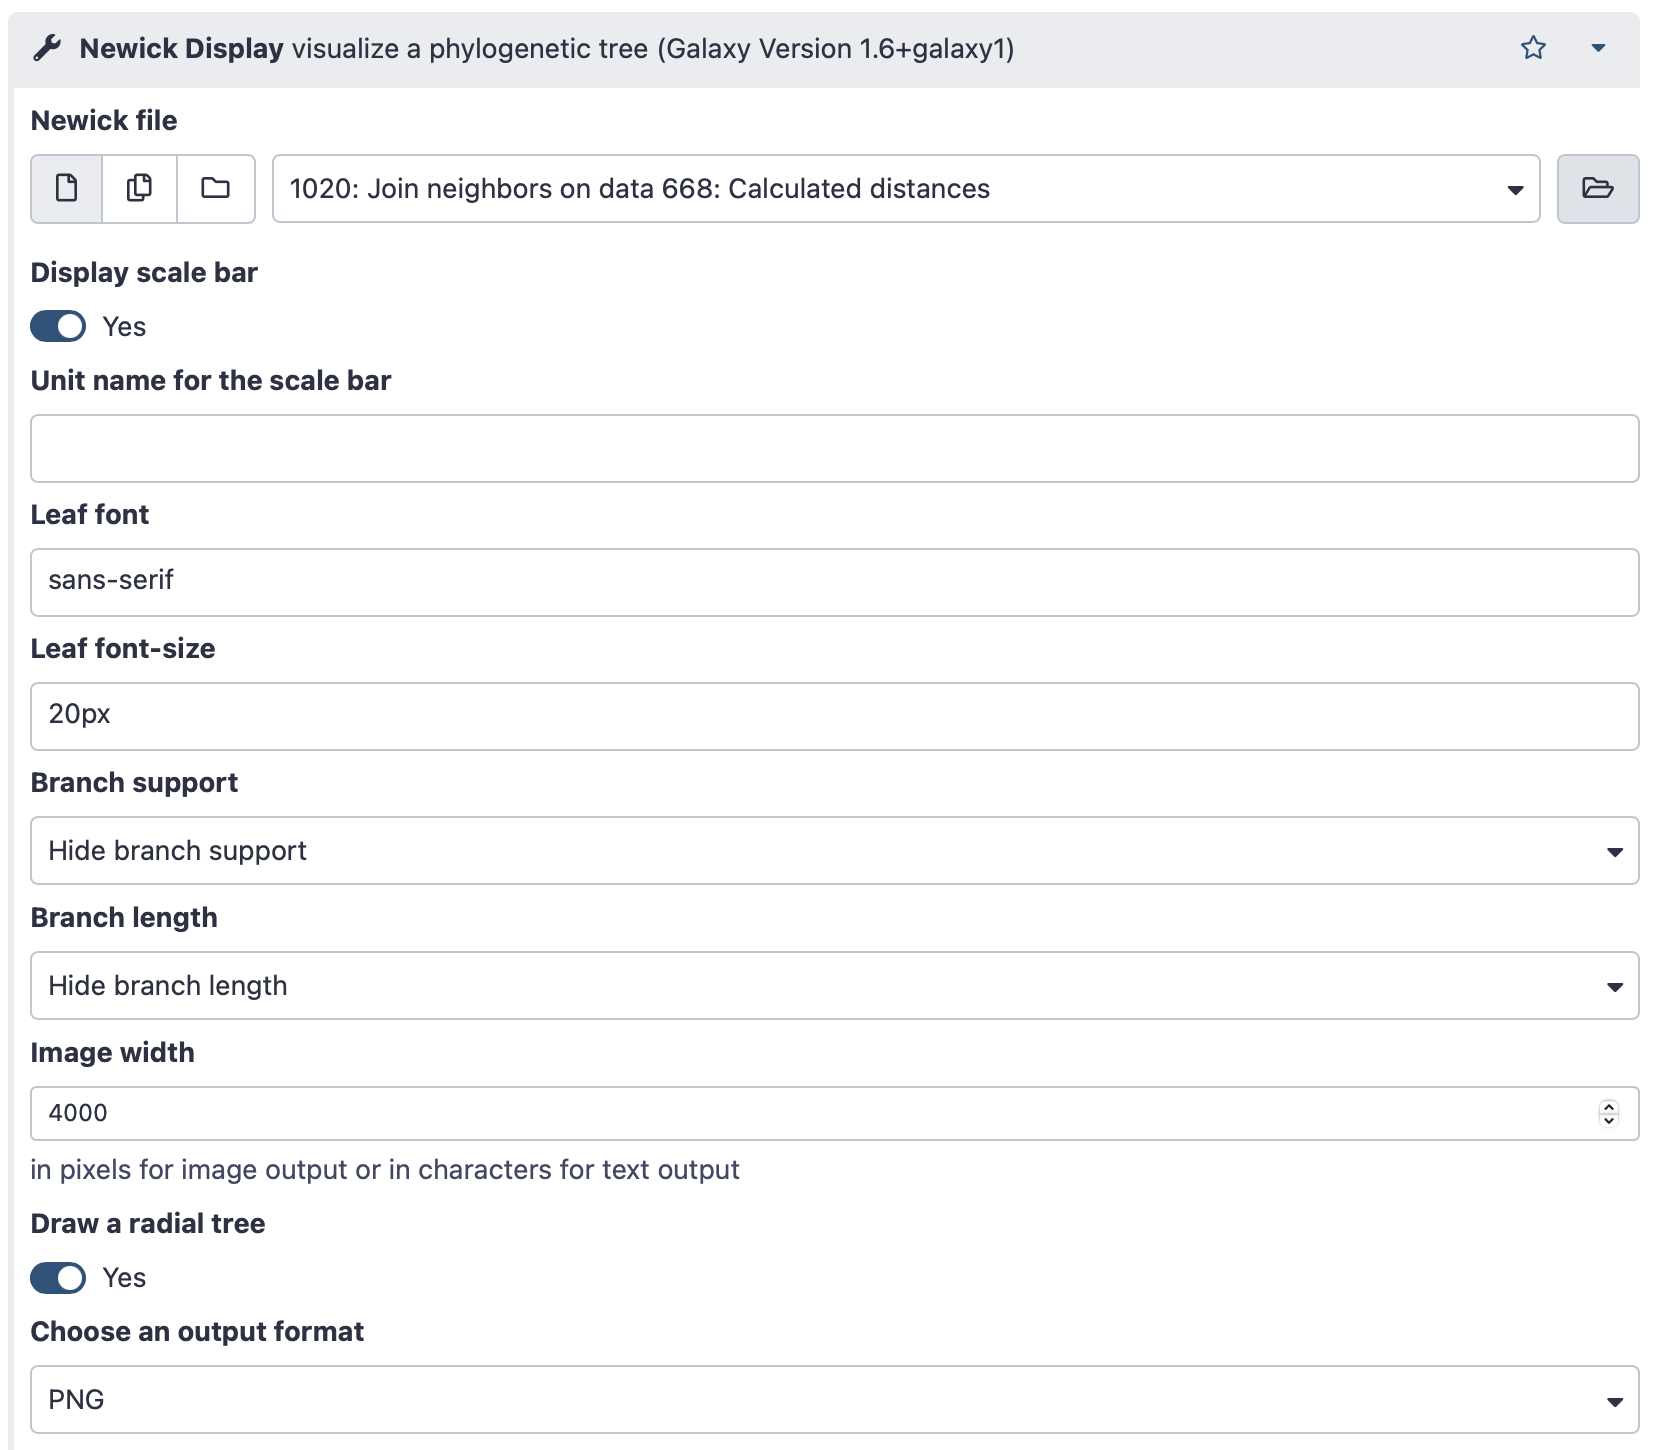 Newick Display visualize a phylogenetic tree (Galaxy Version 1.6+galaxy1)
Newick file
1020: Join neighbors on data 668: Calculated distances
Display scale bar
Yes
Unit name for the scale bar
Leaf font
sans-serif
Leaf font-size
20px
Branch support
Hide branch support
Branch length
Hide branch length
Image width
4000
in pixels for image output or in characters for text output
Draw a radial tree
Yes
Choose an output format
PNG